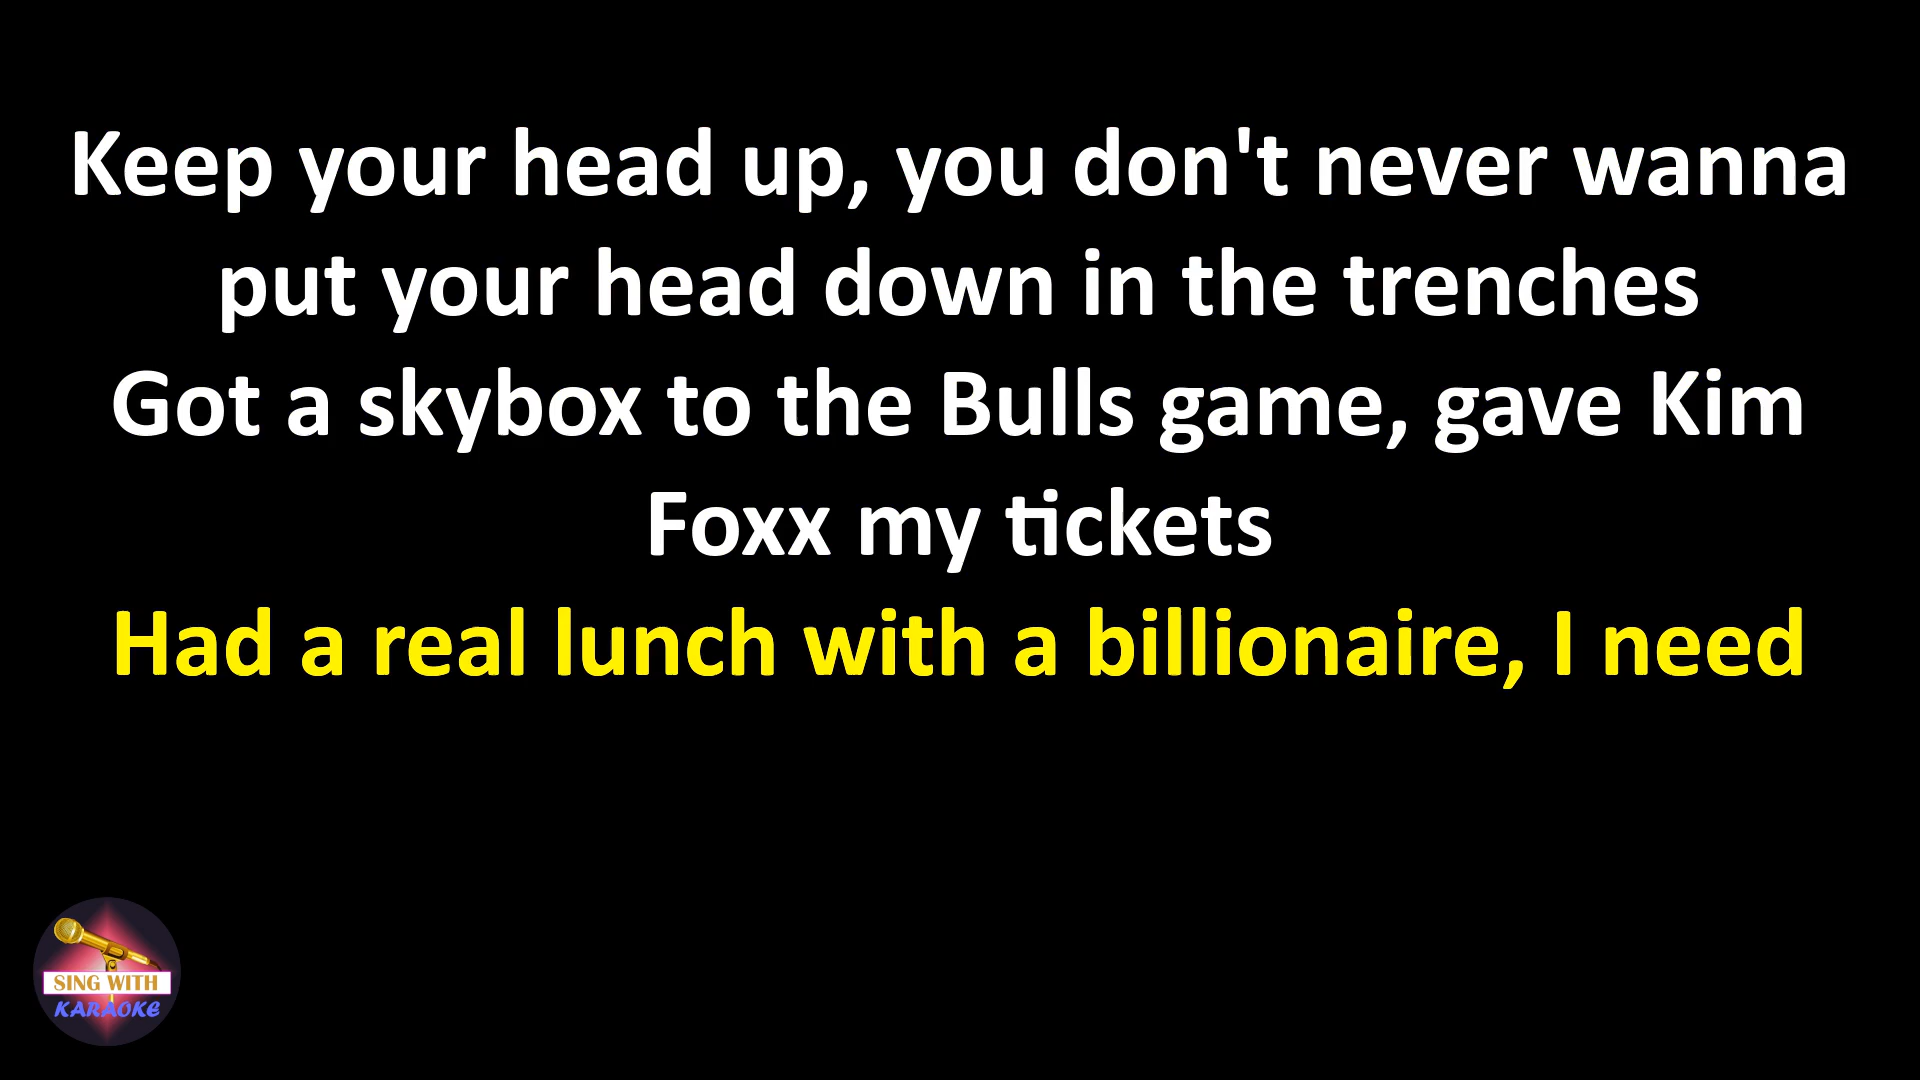 Keep your head up, you don't never wanna
put your head down in the trenches
Got a skybox to the Bulls game, gave Kim
Foxx my tickets
Had a real lunch with a billionaire, I need
SING WITH
KARAOKE